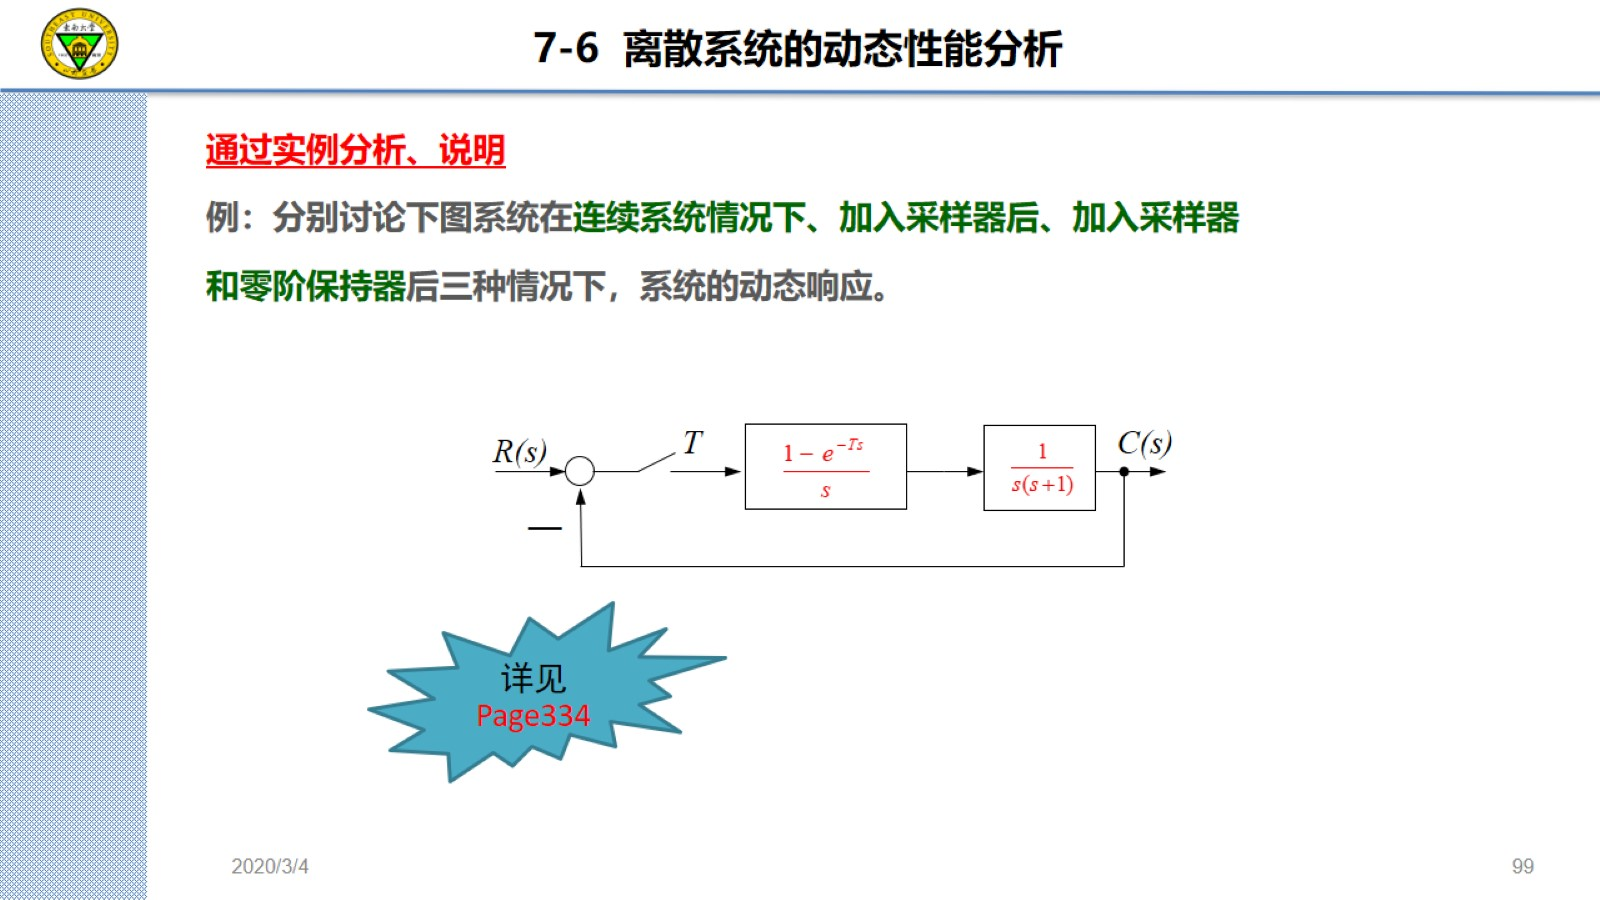 7-6 离散系统的动态性能分析
通过实例分析、说明
例：分别讨论下图系统在连续系统情况下、加入采样器后、加入采样器
和零阶保持器后三种情况下，系统的动态响应。
R(s)
T
1 − e^{−Ts}
s
1
s(s+1)
C(s)
—
详见
Page334
2020/3/4
99